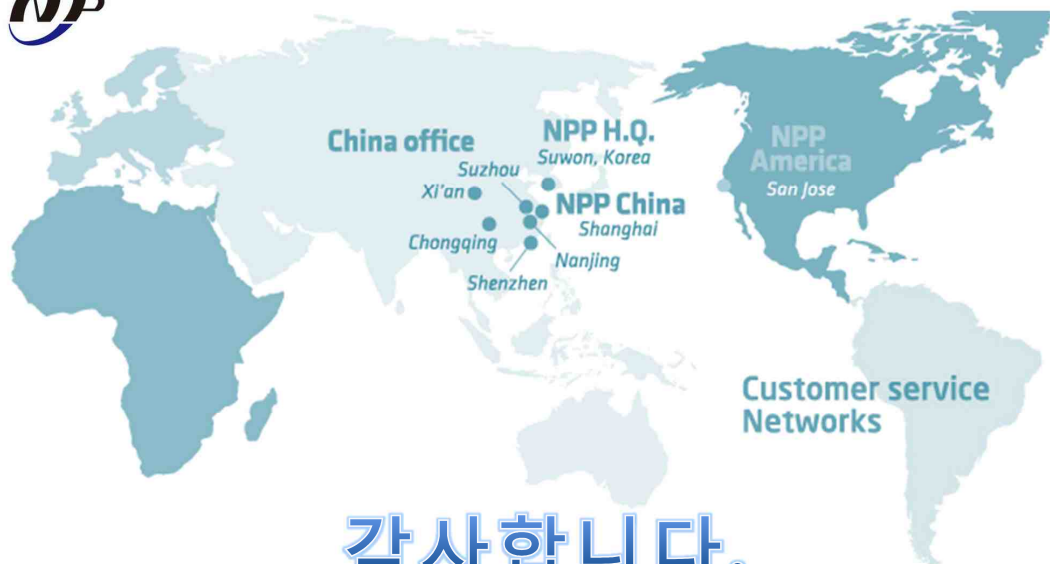 NPP
China office
NPP H.Q.
Suwon, Korea
Suzhou
Xi'an
NPP China
Shanghai
Chongqing
Nanjing
Shenzhen
NPP
America
San Jose
Customer service
Networks
감사합니다.